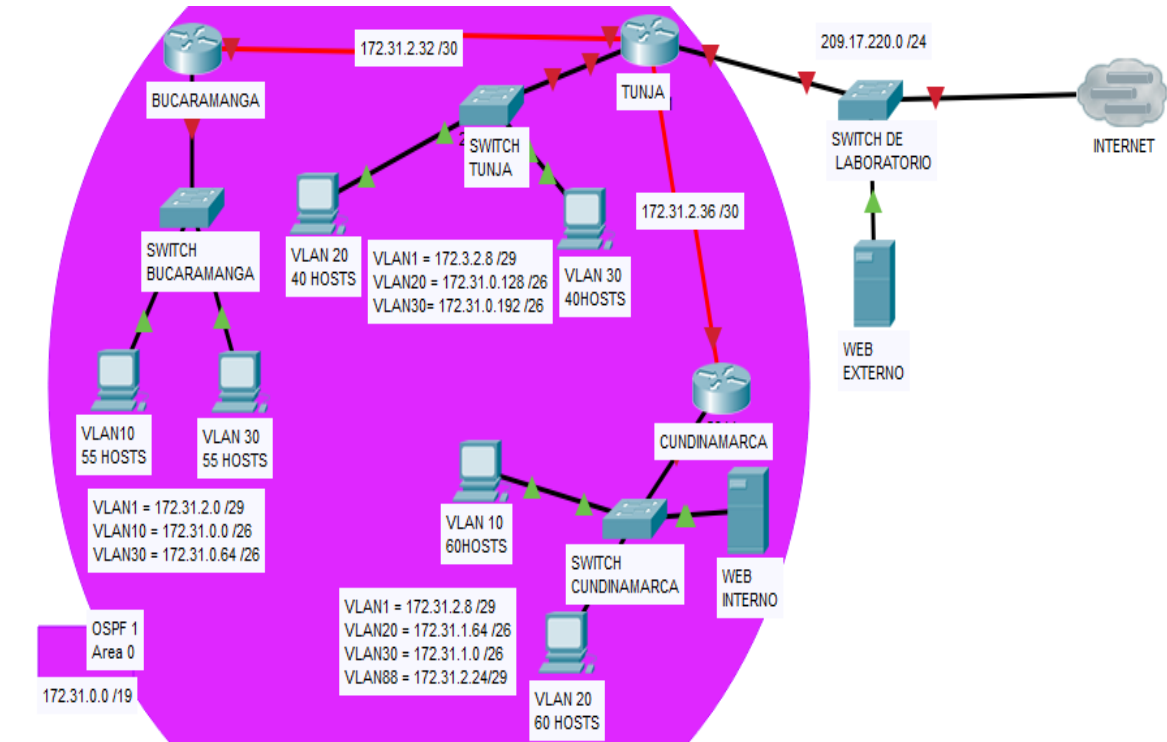 172.31.2.32 /30
BUCARAMANGA
TUNJA
209.17.220.0 /24
INTERNET
SWITCH DE
LABORATORIO
SWITCH
TUNJA
172.31.2.36 /30
SWITCH
BUCARAMANGA
VLAN 20
40 HOSTS
VLAN1 = 172.3.2.8 /29
VLAN20 = 172.31.0.128 /26
VLAN30= 172.31.0.192 /26
VLAN 30
40HOSTS
WEB
EXTERNO
VLAN10
55 HOSTS
VLAN 30
55 HOSTS
CUNDINAMARCA
VLAN1 = 172.31.2.0 /29
VLAN10 = 172.31.0.0 /26
VLAN30 = 172.31.0.64 /26
VLAN 10
60HOSTS
SWITCH
CUNDINAMARCA
WEB
INTERNO
VLAN1 = 172.31.2.8 /29
VLAN20 = 172.31.1.64 /26
VLAN30 = 172.31.1.0 /26
VLAN88 = 172.31.2.24/29
OSPF 1
Area 0
172.31.0.0 /19
VLAN 20
60 HOSTS